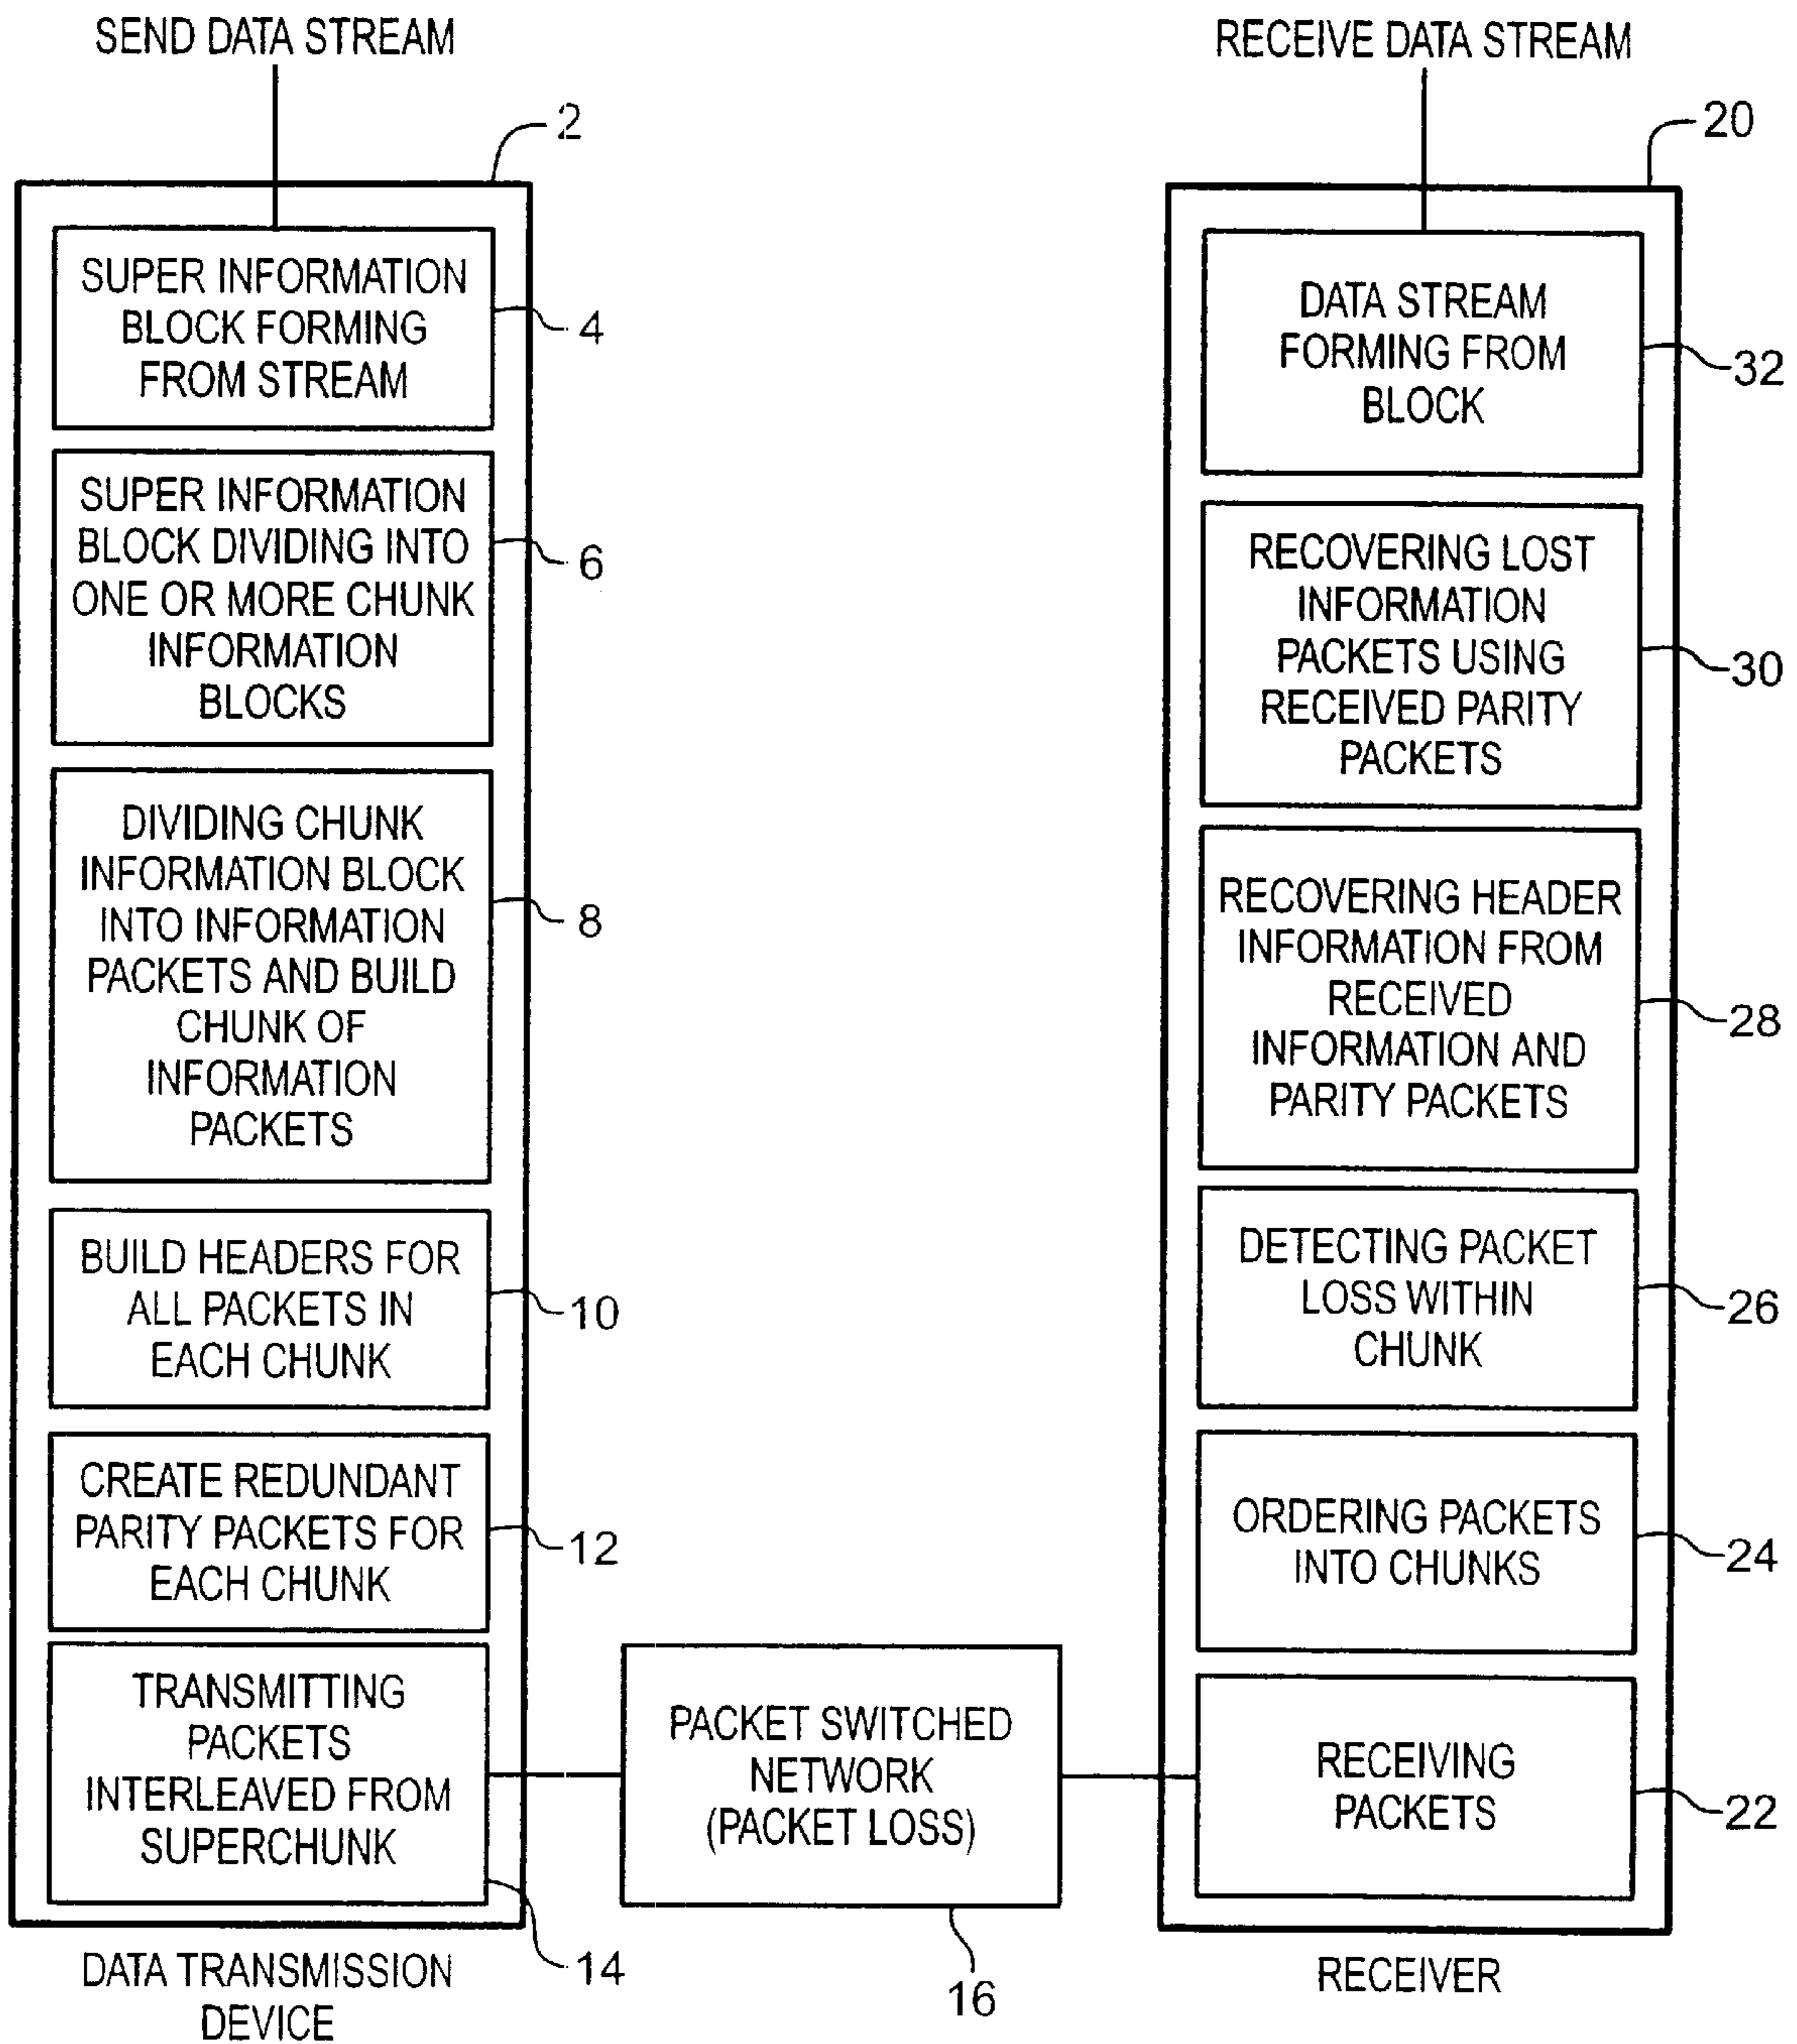 SEND DATA STREAM
2
SUPER INFORMATION
BLOCK FORMING
FROM STREAM
4
SUPER INFORMATION
BLOCK DIVIDING INTO
ONE OR MORE CHUNK
INFORMATION
BLOCKS
6
DIVIDING CHUNK
INFORMATION BLOCK
INTO INFORMATION
PACKETS AND BUILD
CHUNK OF
INFORMATION
PACKETS
8
BUILD HEADERS FOR
ALL PACKETS IN
EACH CHUNK
10
CREATE REDUNDANT
PARITY PACKETS FOR
EACH CHUNK
12
TRANSMITTING
PACKETS
INTERLEAVED FROM
SUPERCHUNK
14
DATA TRANSMISSION
DEVICE
PACKET SWITCHED
NETWORK
(PACKET LOSS)
16
RECEIVE DATA STREAM
20
DATA STREAM
FORMING FROM
BLOCK
32
RECOVERING LOST
INFORMATION
PACKETS USING
RECEIVED PARITY
PACKETS
30
RECOVERING HEADER
INFORMATION FROM
RECEIVED
INFORMATION AND
PARITY PACKETS
28
DETECTING PACKET
LOSS WITHIN
CHUNK
26
ORDERING PACKETS
INTO CHUNKS
24
RECEIVING
PACKETS
22
RECEIVER